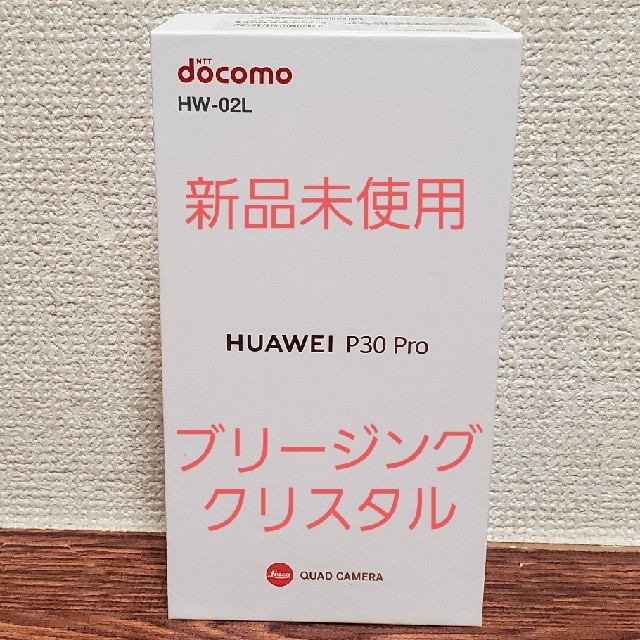 NTT
docomo
HW-02L
新品未使用
HUAWEI P30 Pro
ブリージング
クリスタル
Leica QUAD CAMERA